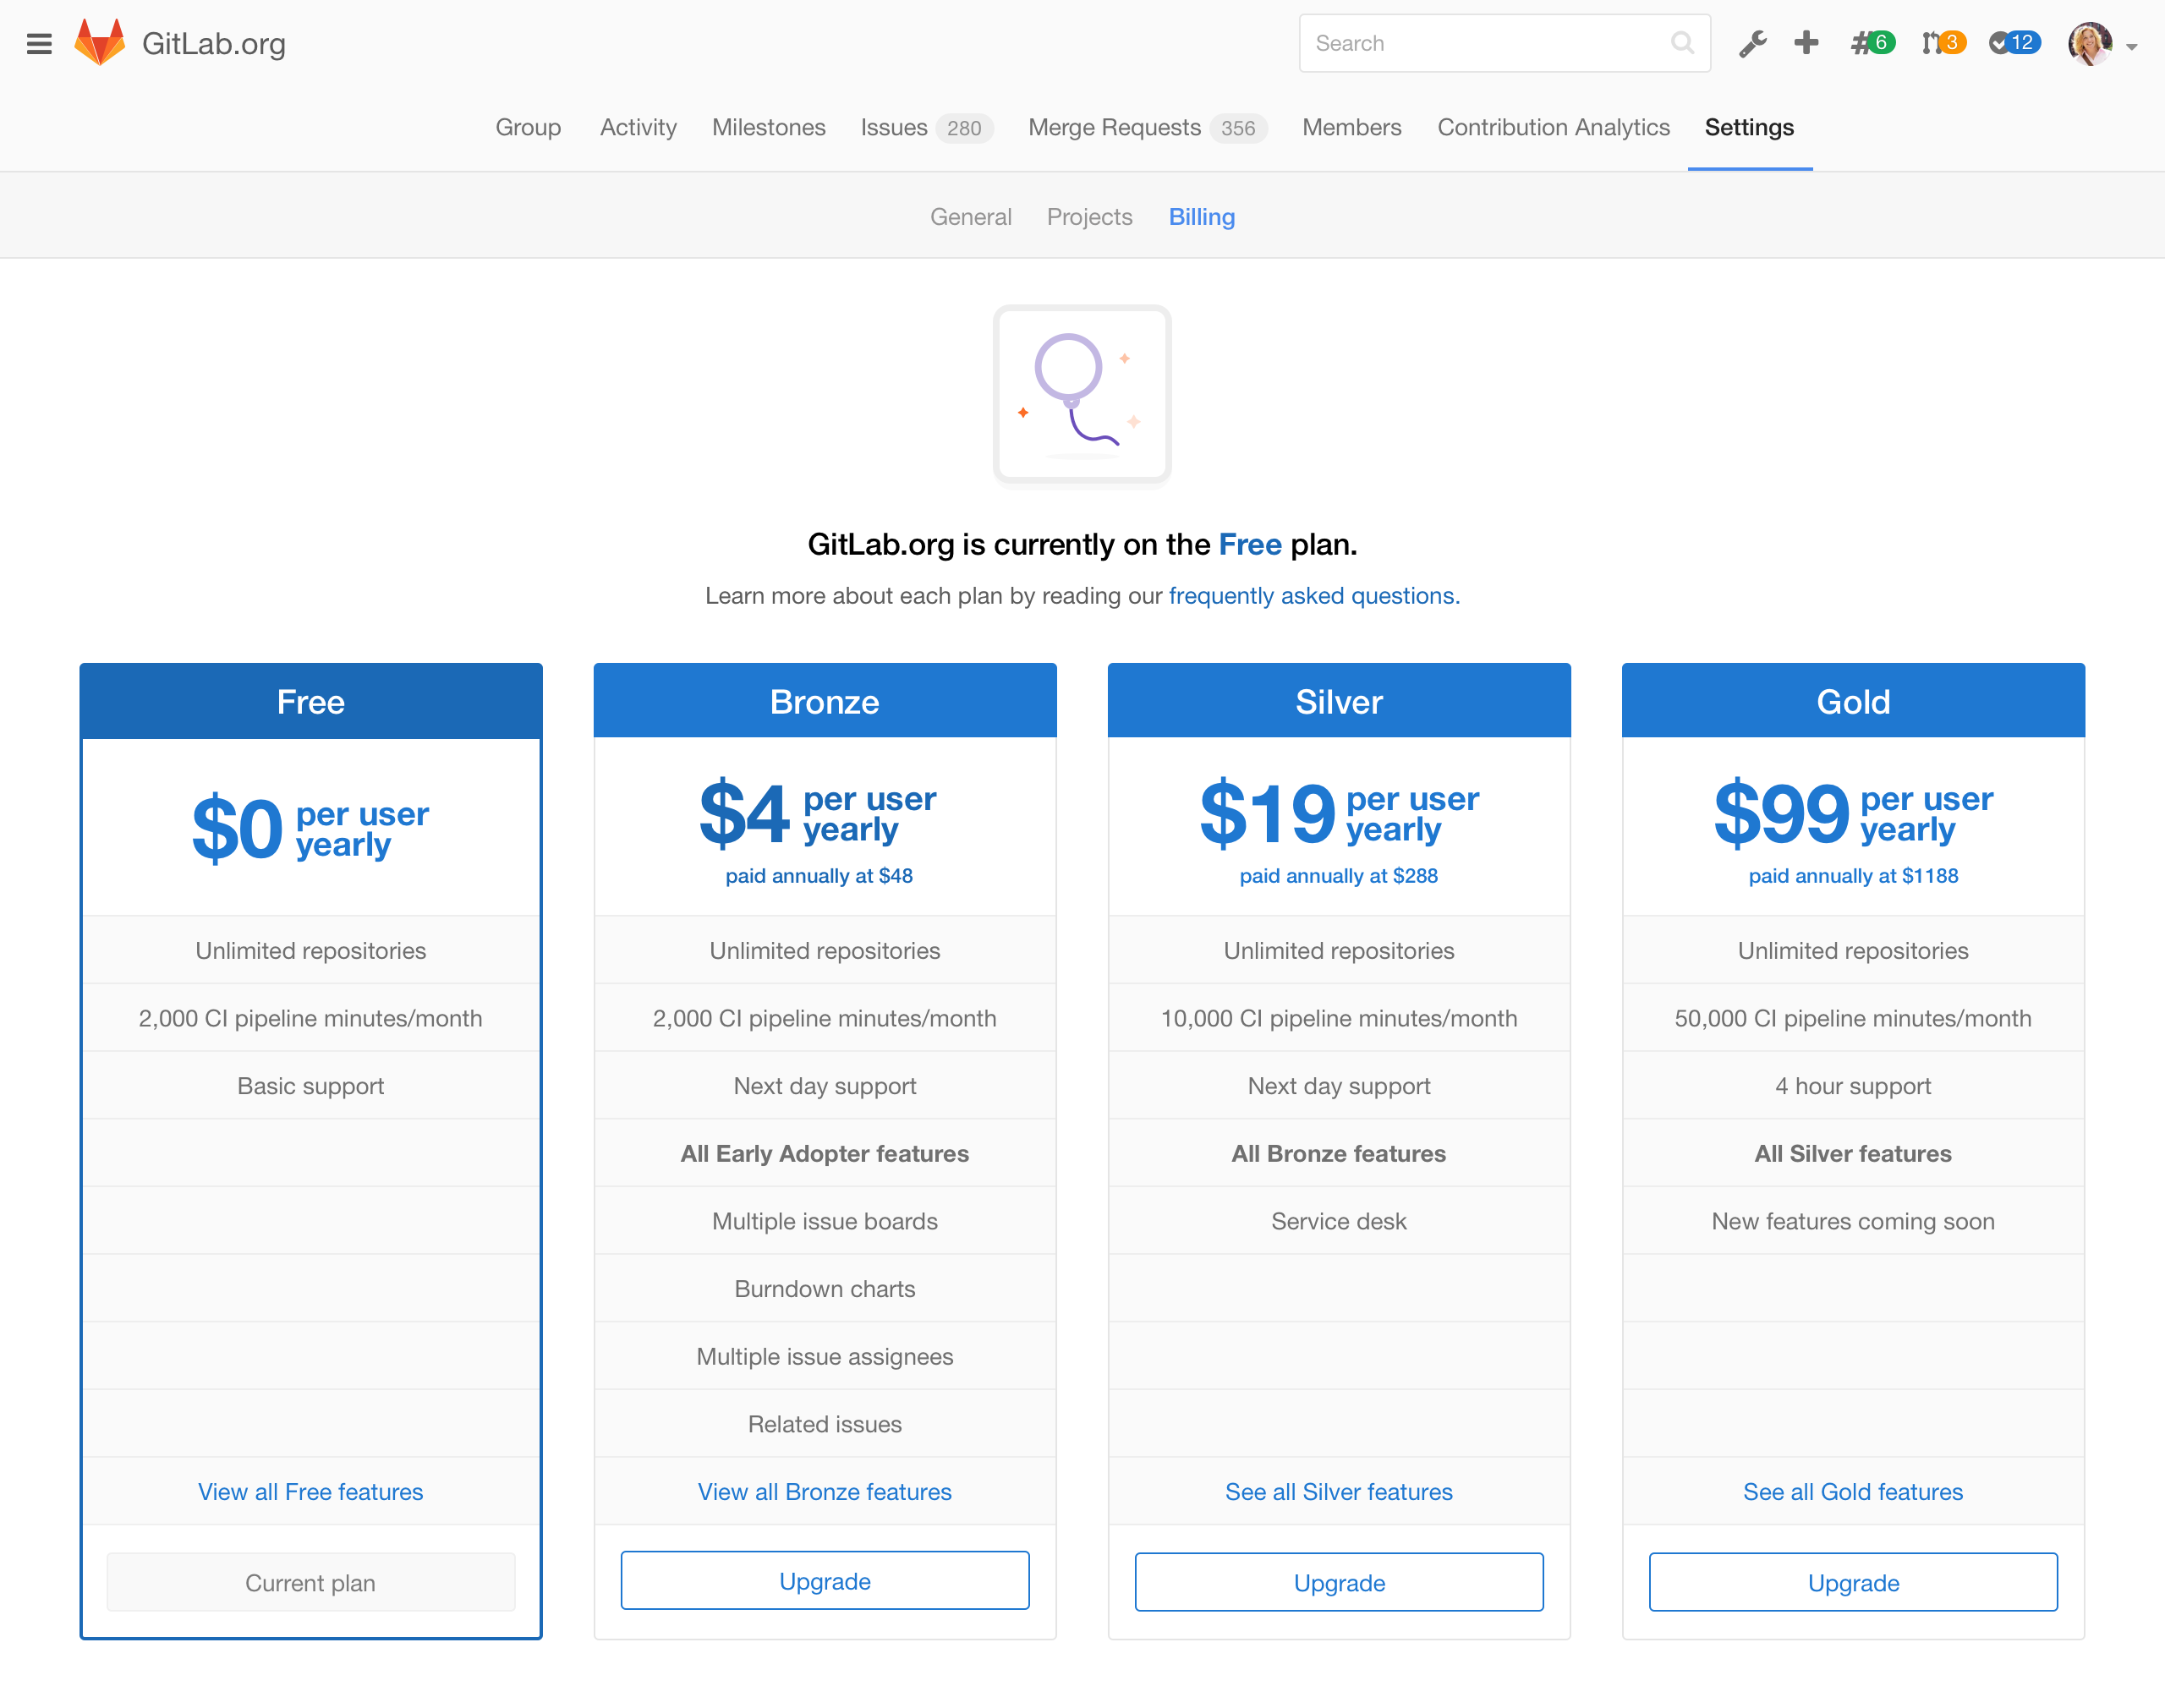 GitLab.org
Search
6
3
12
Group Activity Milestones Issues 280 Merge Requests 356 Members Contribution Analytics Settings
General Projects Billing
GitLab.org is currently on the Free plan.
Learn more about each plan by reading our frequently asked questions.
Free
$0 per user
yearly
Unlimited repositories
2,000 CI pipeline minutes/month
Basic support
View all Free features
Current plan
Bronze
$4 per user
yearly
paid annually at $48
Unlimited repositories
2,000 CI pipeline minutes/month
Next day support
All Early Adopter features
Multiple issue boards
Burndown charts
Multiple issue assignees
Related issues
View all Bronze features
Upgrade
Silver
$19 per user
yearly
paid annually at $288
Unlimited repositories
10,000 CI pipeline minutes/month
Next day support
All Bronze features
Service desk
See all Silver features
Upgrade
Gold
$99 per user
yearly
paid annually at $1188
Unlimited repositories
50,000 CI pipeline minutes/month
4 hour support
All Silver features
New features coming soon
See all Gold features
Upgrade